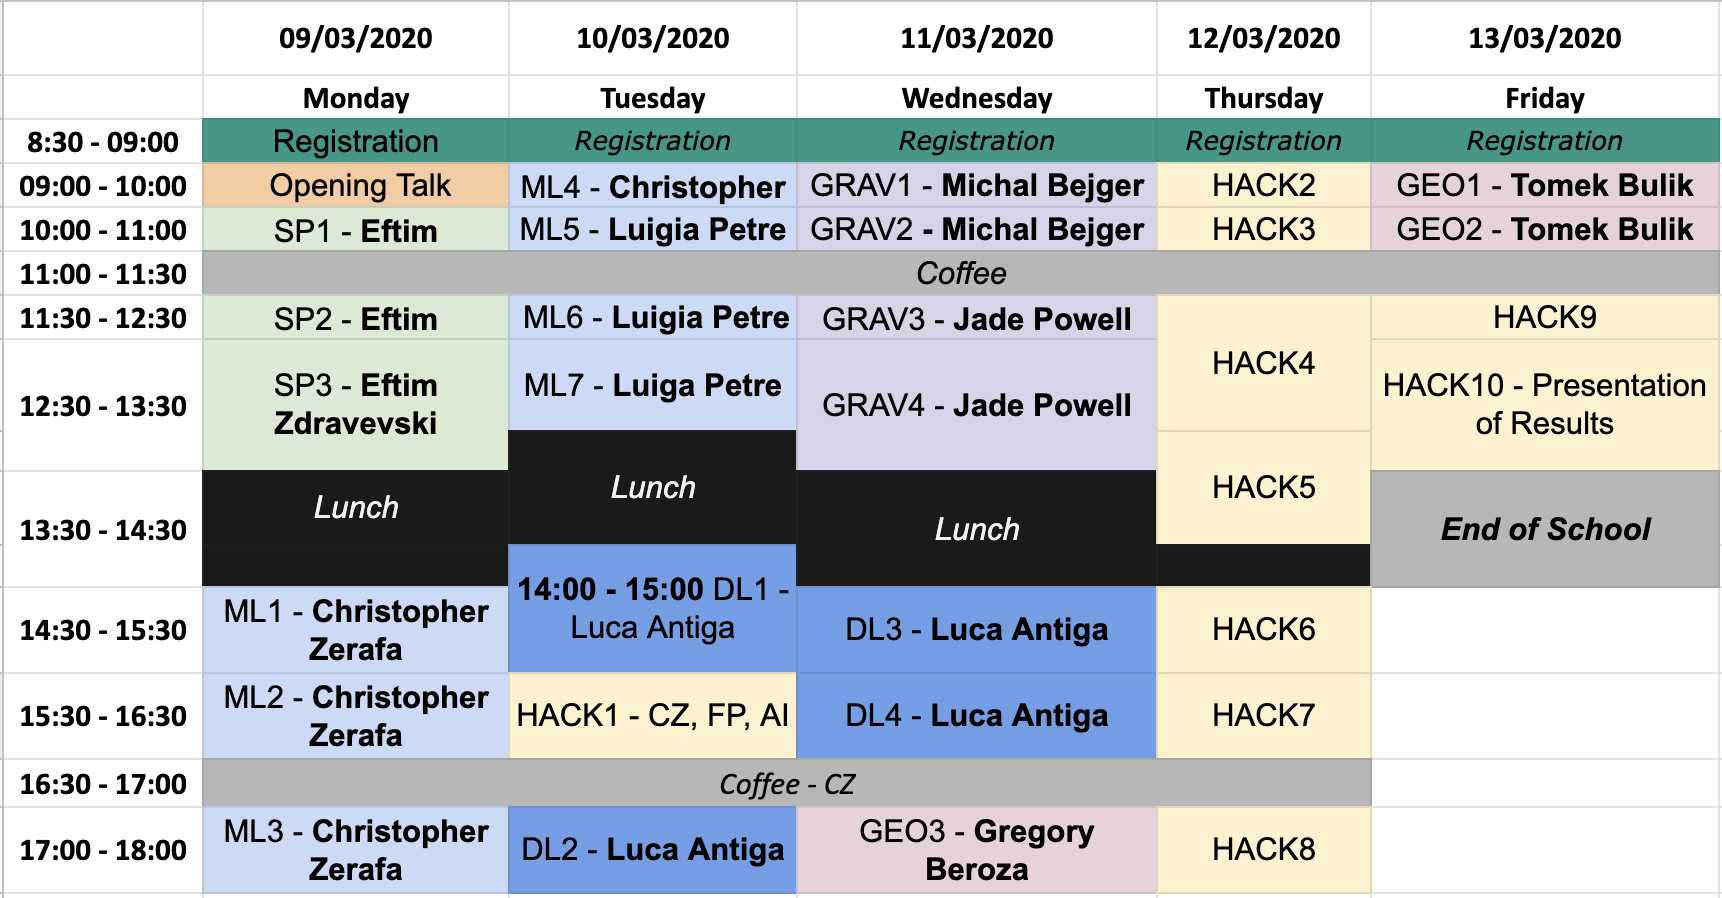 09/03/2020 10/03/2020 11/03/2020 12/03/2020 13/03/2020
Monday Tuesday Wednesday Thursday Friday
8:30 - 09:00 Registration Registration Registration Registration Registration
09:00 - 10:00 Opening Talk ML4 - Christopher GRAV1 - Michal Bejger HACK2 GEO1 - Tomek Bulik
10:00 - 11:00 SP1 - Eftim ML5 - Luigia Petre GRAV2 - Michal Bejger HACK3 GEO2 - Tomek Bulik
11:00 - 11:30 Coffee
11:30 - 12:30 SP2 - Eftim ML6 - Luigia Petre GRAV3 - Jade Powell HACK4 HACK9
12:30 - 13:30 SP3 - Eftim
Zdravevski ML7 - Luiga Petre GRAV4 - Jade Powell HACK10 - Presentation
of Results
13:30 - 14:30 Lunch Lunch Lunch HACK5 End of School
14:30 - 15:30 ML1 - Christopher
Zerafa 14:00 - 15:00 DL1 -
Luca Antiga DL3 - Luca Antiga HACK6
15:30 - 16:30 ML2 - Christopher
Zerafa HACK1 - CZ, FP, AI DL4 - Luca Antiga HACK7
16:30 - 17:00 Coffee - CZ
17:00 - 18:00 ML3 - Christopher
Zerafa DL2 - Luca Antiga GEO3 - Gregory
Beroza HACK8